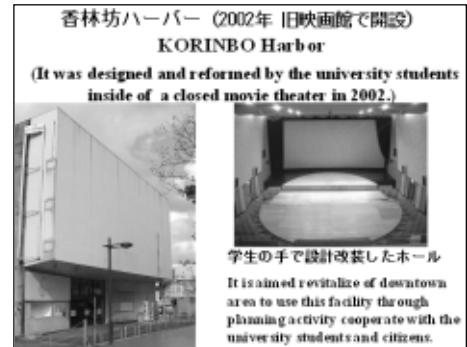 香林坊ハーバー (2002年 旧映画館で開設)
KORINBO Harbor
(It was designed and reformed by the university students
inside of a closed movie theater in 2002.)
学生の手で設計改装したホール
It is aimed revitalize of downtown
area to use this facility through
planning activity cooperate with the
university students and citizens.